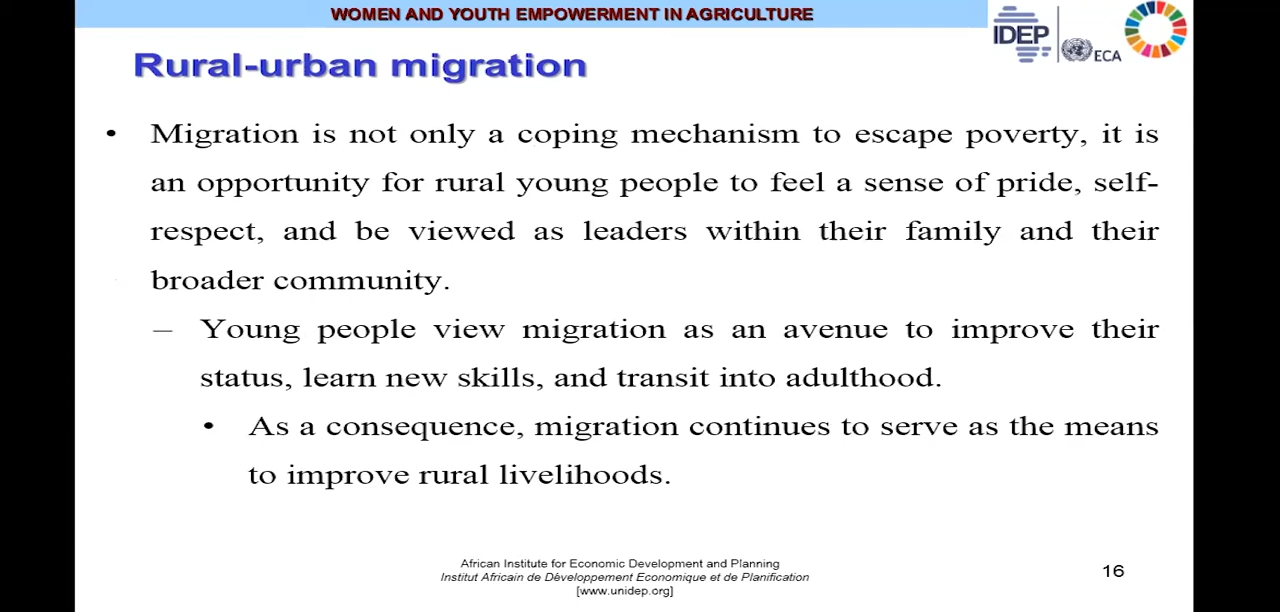 WOMEN AND YOUTH EMPOWERMENT IN AGRICULTURE
IDEP
ECA
Rural-urban migration
• Migration is not only a coping mechanism to escape poverty, it is
an opportunity for rural young people to feel a sense of pride, self-
respect, and be viewed as leaders within their family and their
broader community.
– Young people view migration as an avenue to improve their
status, learn new skills, and transit into adulthood.
• As a consequence, migration continues to serve as the means
to improve rural livelihoods.
African Institute for Economic Development and Planning
Institut Africain de Développement Economique et de Planification
[www.unidep.org]
16